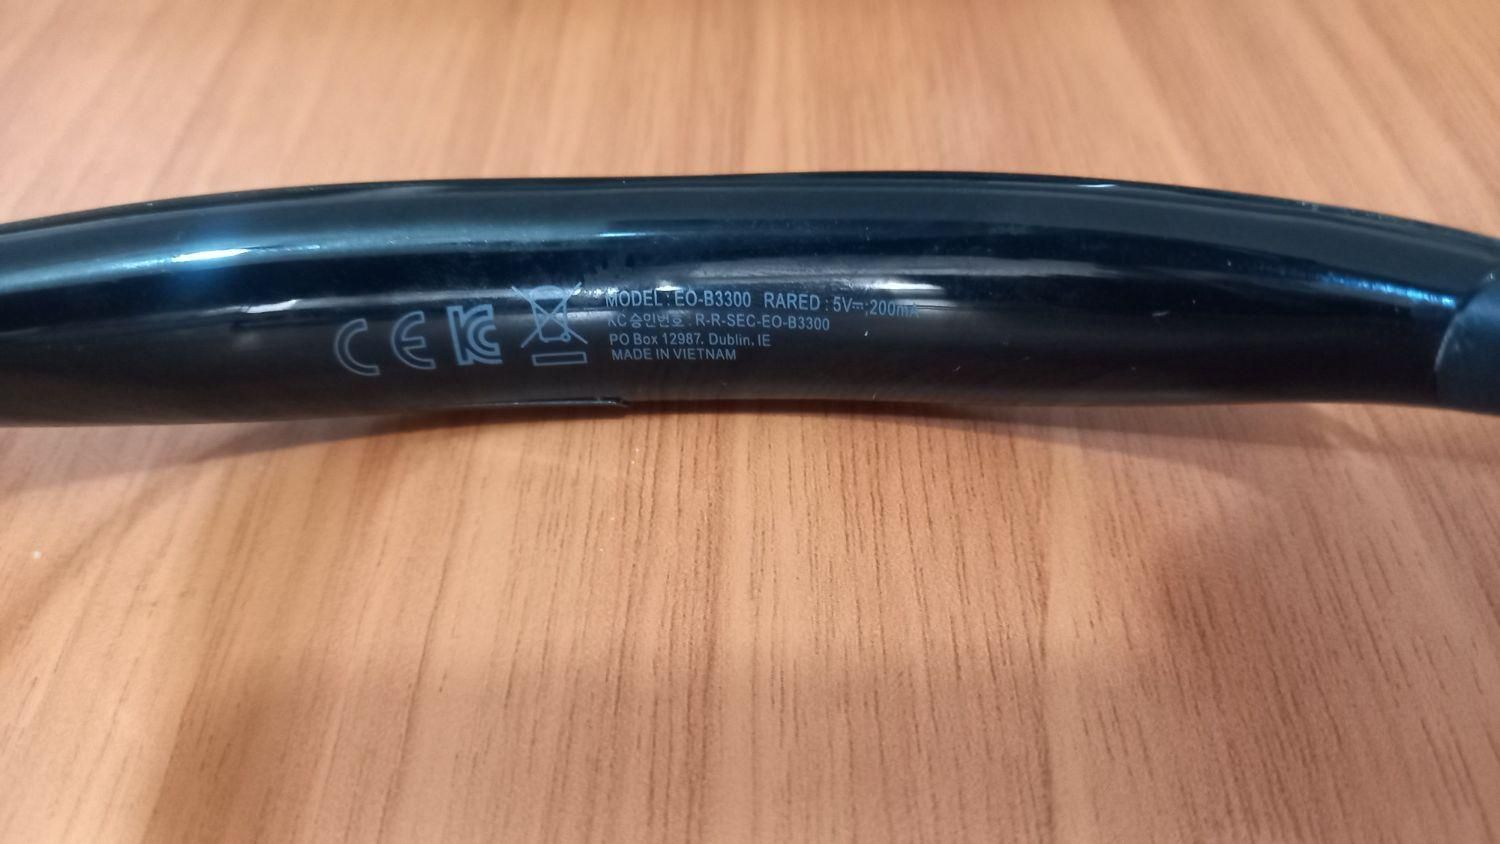 CE
MODEL : EO-B3300 RARED : 5V⎓;200mA
KC 승인번호 : R-R-SEC-EO-B3300
PO Box 12987, Dublin, IE
MADE IN VIETNAM